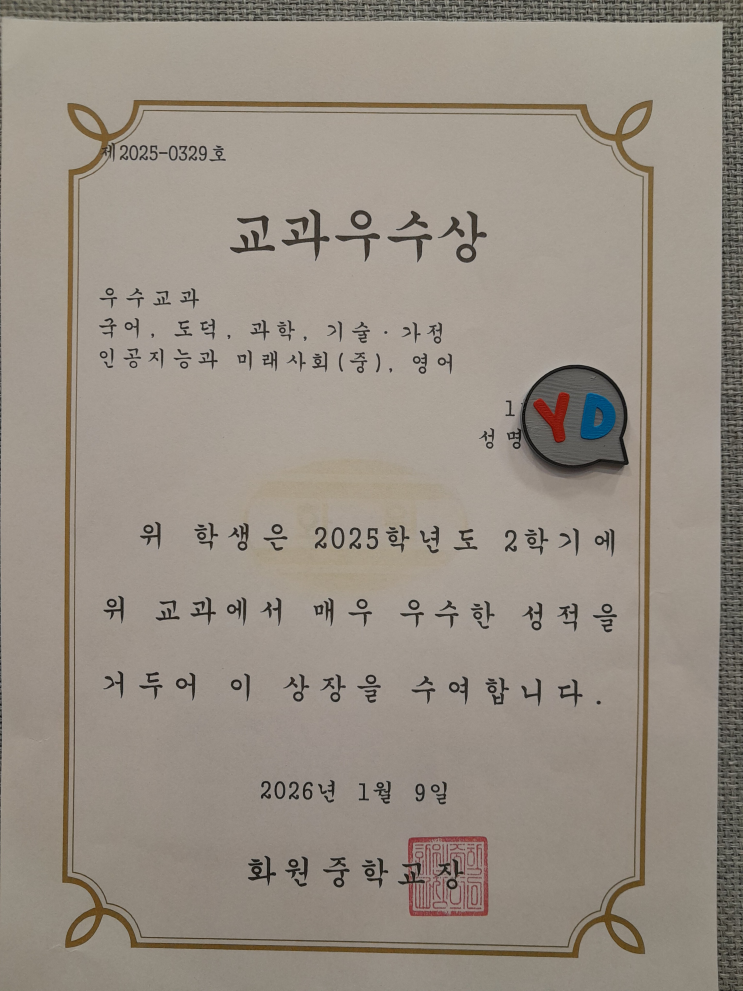 제2025-0329호
교과우수상
우수교과
국어, 도덕, 과학, 기술·가정
인공지능과 미래사회(중), 영어
1
성명
YD
위 학생은 2025학년도 2학기에
위 교과에서 매우 우수한 성적을
거두어 이 상장을 수여합니다.
2026년 1월 9일
화원중학교장